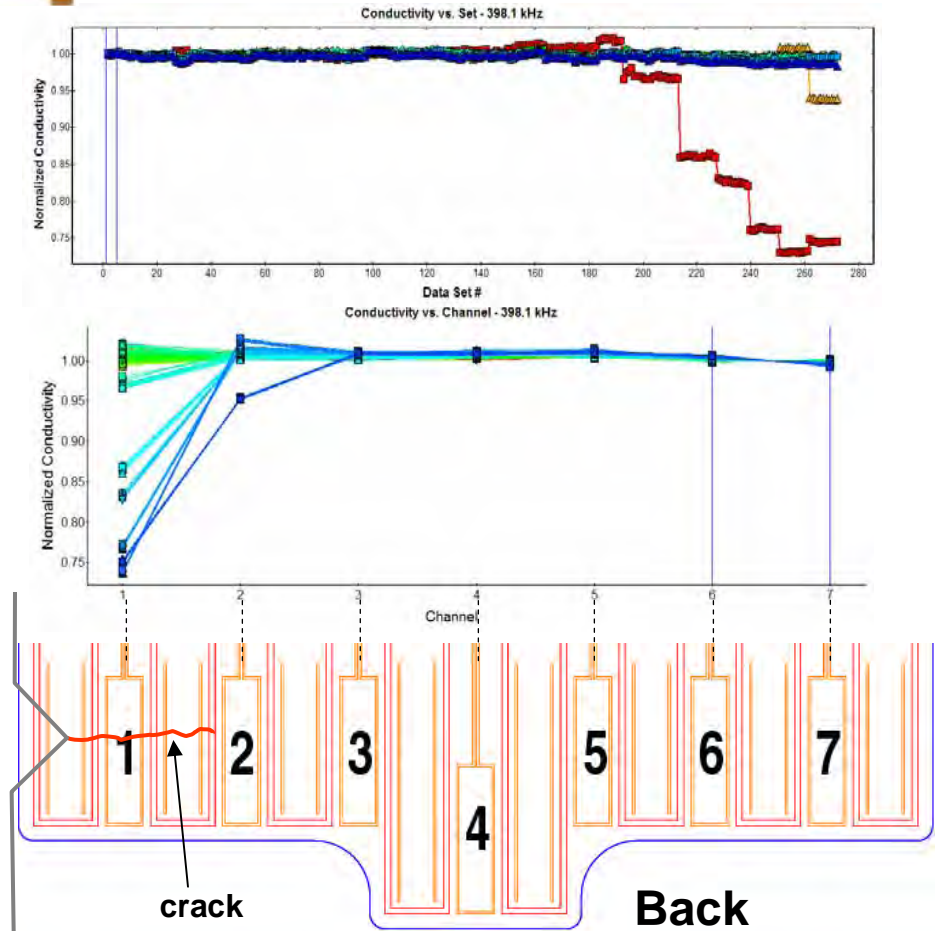 Conductivity vs. Set - 398.1 kHz
Normalized Conductivity
1.00
0.95
0.90
0.85
0.80
0.75
0 20 40 60 80 100 120 140 160 180 200 220 240 260 280
Data Set #
Conductivity vs. Channel - 398.1 kHz
Normalized Conductivity
1.00
0.95
0.90
0.85
0.80
0.75
1 2 3 4 5 6 7
Channel
1 2 3 4 5 6 7
crack
Back